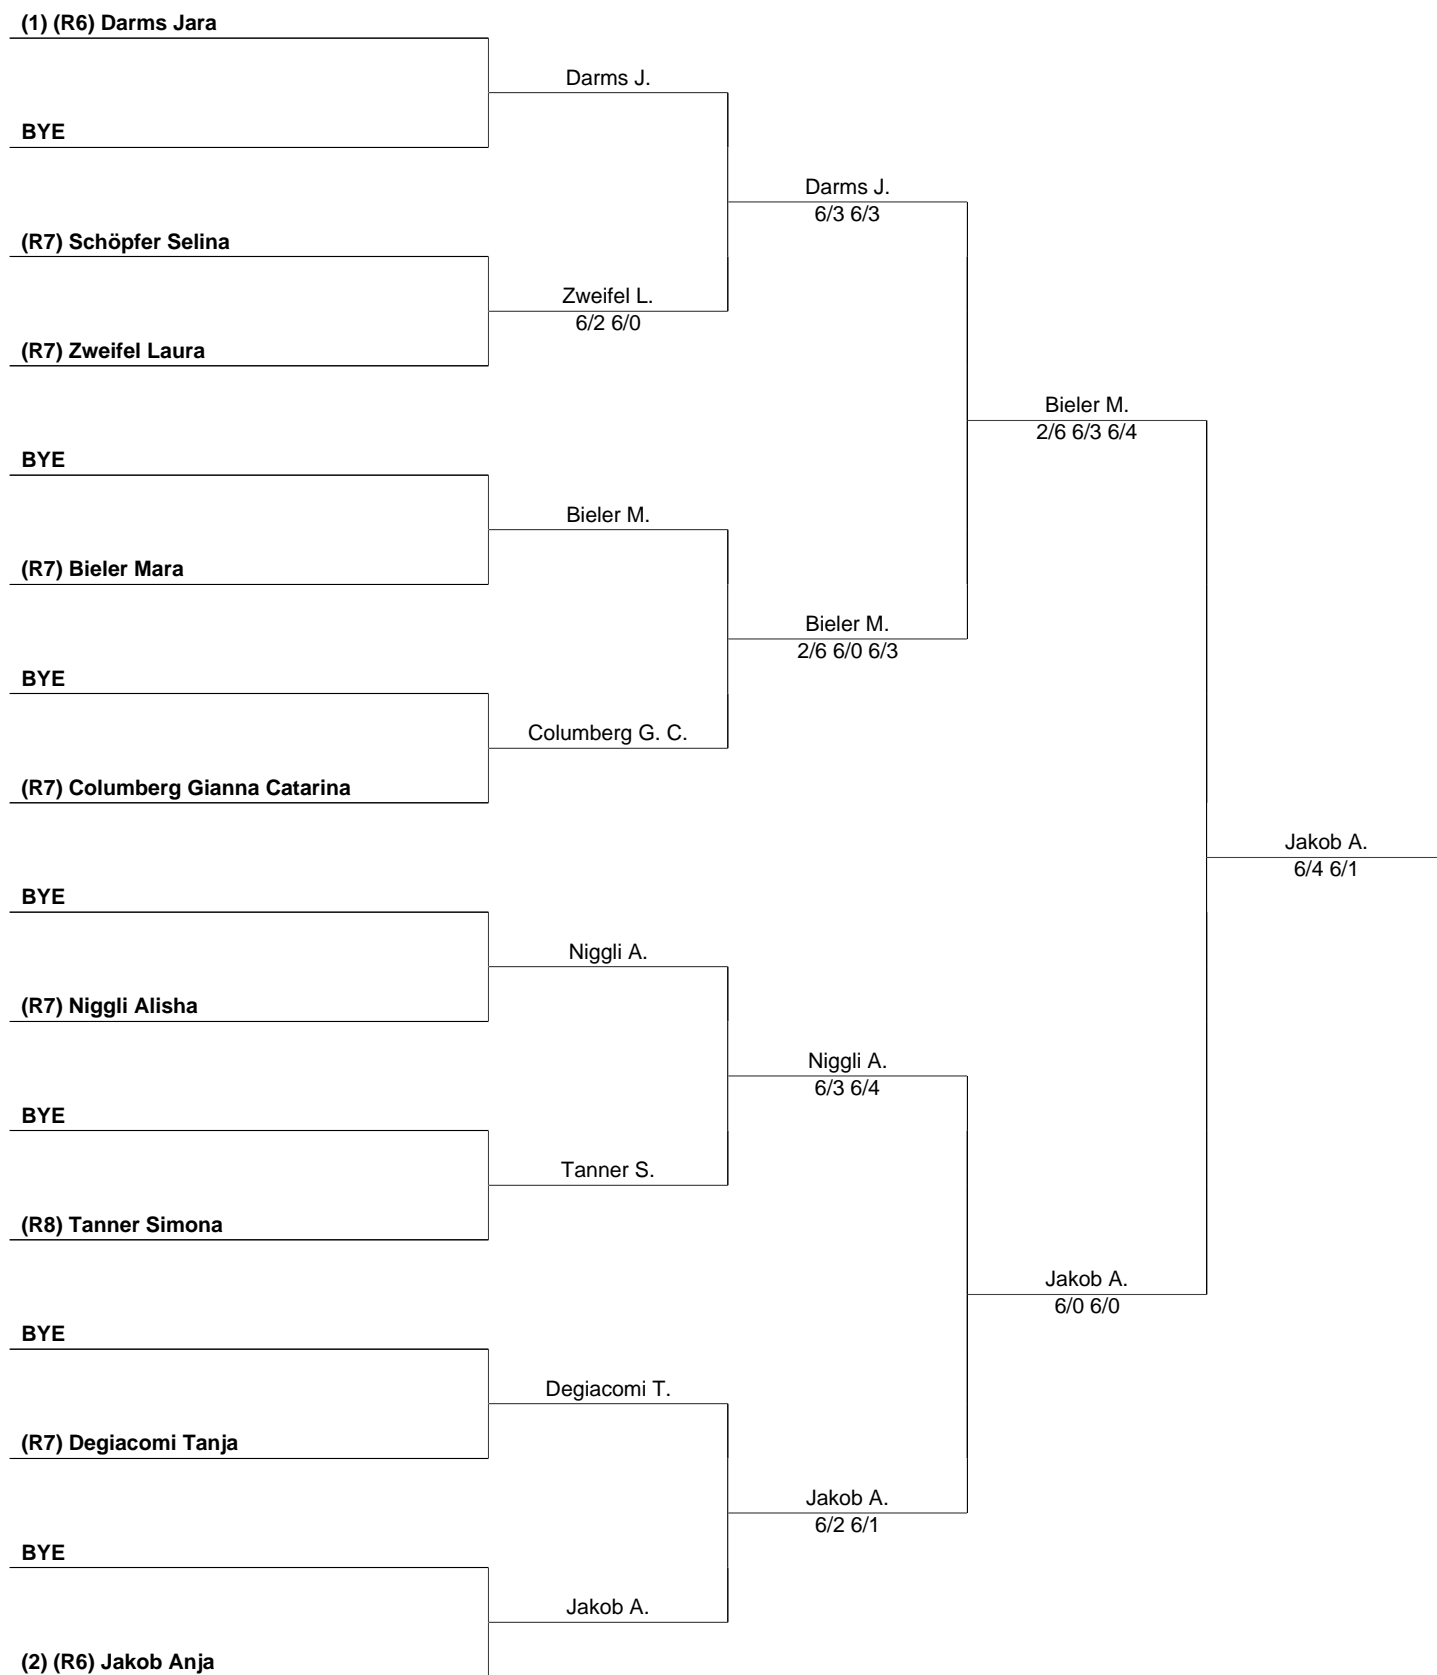 (1) (R6) Darms Jara
Darms J.
BYE
Darms J.
6/3 6/3
(R7) Schöpfer Selina
Zweifel L.
6/2 6/0
(R7) Zweifel Laura
Bieler M.
2/6 6/3 6/4
BYE
Bieler M.
(R7) Bieler Mara
Bieler M.
2/6 6/0 6/3
BYE
Columberg G. C.
(R7) Columberg Gianna Catarina
Jakob A.
6/4 6/1
BYE
Niggli A.
(R7) Niggli Alisha
Niggli A.
6/3 6/4
BYE
Tanner S.
(R8) Tanner Simona
Jakob A.
6/0 6/0
BYE
Degiacomi T.
(R7) Degiacomi Tanja
Jakob A.
6/2 6/1
BYE
Jakob A.
(2) (R6) Jakob Anja